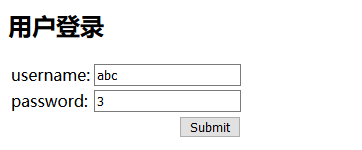 用户登录
username: abc
password: 3
Submit